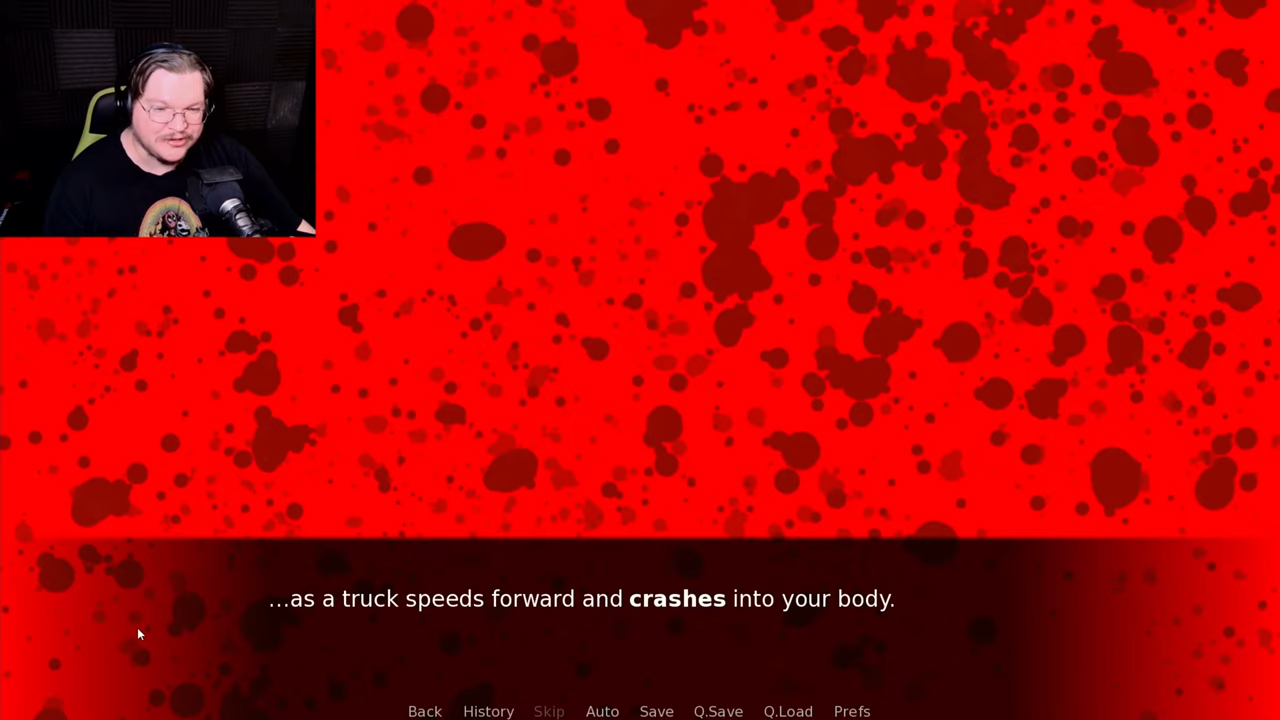 ...as a truck speeds forward and crashes into your body.
Back History Skip Auto Save Q.Save Q.Load Prefs